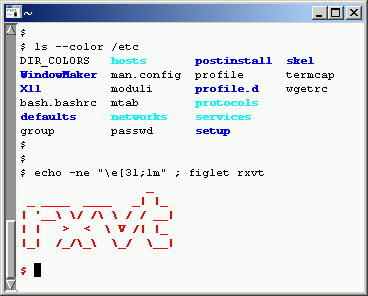 ~
$
$ ls --color /etc
DIR_COLORS hosts postinstall skel
WindowMaker man.config profile termcap
X11 moduli profile.d wgetrc
bash.bashrc mtab protocols
defaults networks services
group passwd setup
$
$
$ echo -ne "\e[31;1m" ; figlet rxvt
rxvt
$